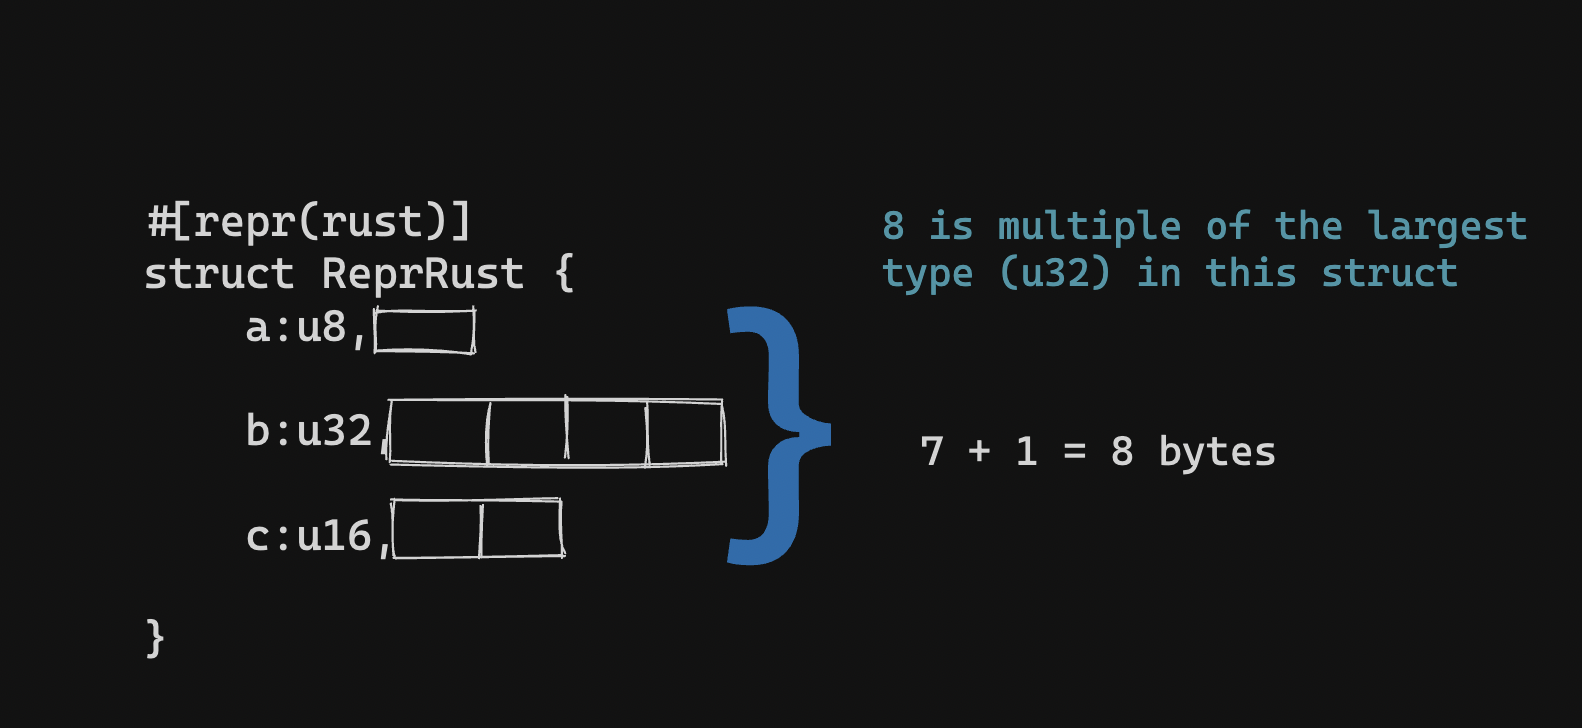 #[repr(rust)]
struct ReprRust {
a:u8,
b:u32,
c:u16,
}
8 is multiple of the largest
type (u32) in this struct
}
7 + 1 = 8 bytes